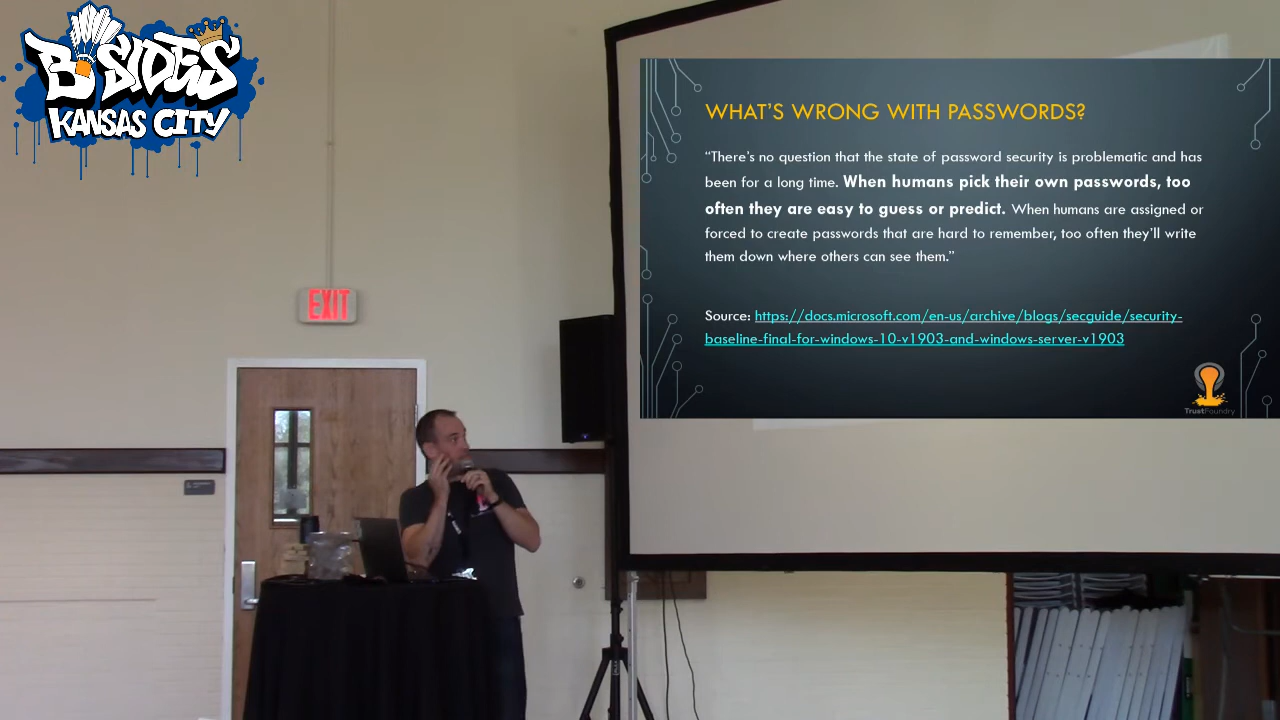 B-SIDES
KANSAS CITY
EXIT
WHAT'S WRONG WITH PASSWORDS?
“There's no question that the state of password security is problematic and has
been for a long time. When humans pick their own passwords, too
often they are easy to guess or predict. When humans are assigned or
forced to create passwords that are hard to remember, too often they'll write
them down where others can see them.”
Source: https://docs.microsoft.com/en-us/archive/blogs/secguide/security-
baseline-final-for-windows-10-v1903-and-windows-server-v1903
TrustFoundry